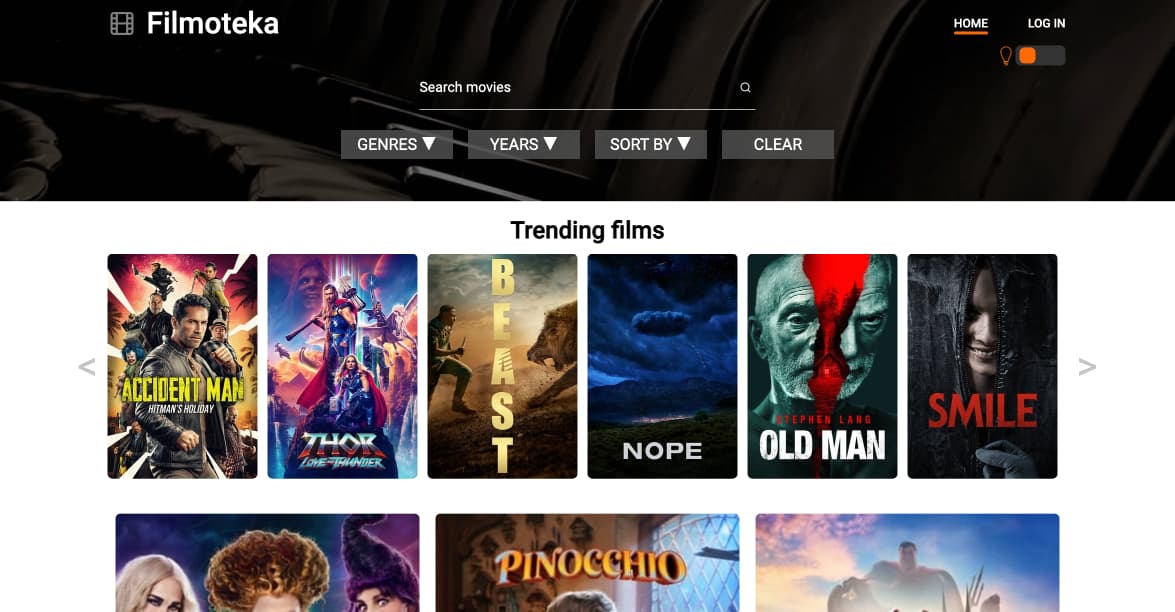 Filmoteka
HOME
LOG IN
Search movies
GENRES ▼
YEARS ▼
SORT BY ▼
CLEAR
Trending films
<
ACCIDENT MAN
HITMAN'S HOLIDAY
THOR
LOVE AND THUNDER
BEAST
NOPE
STEPHEN LANG
OLD MAN
SMILE
>
PINOCCHIO